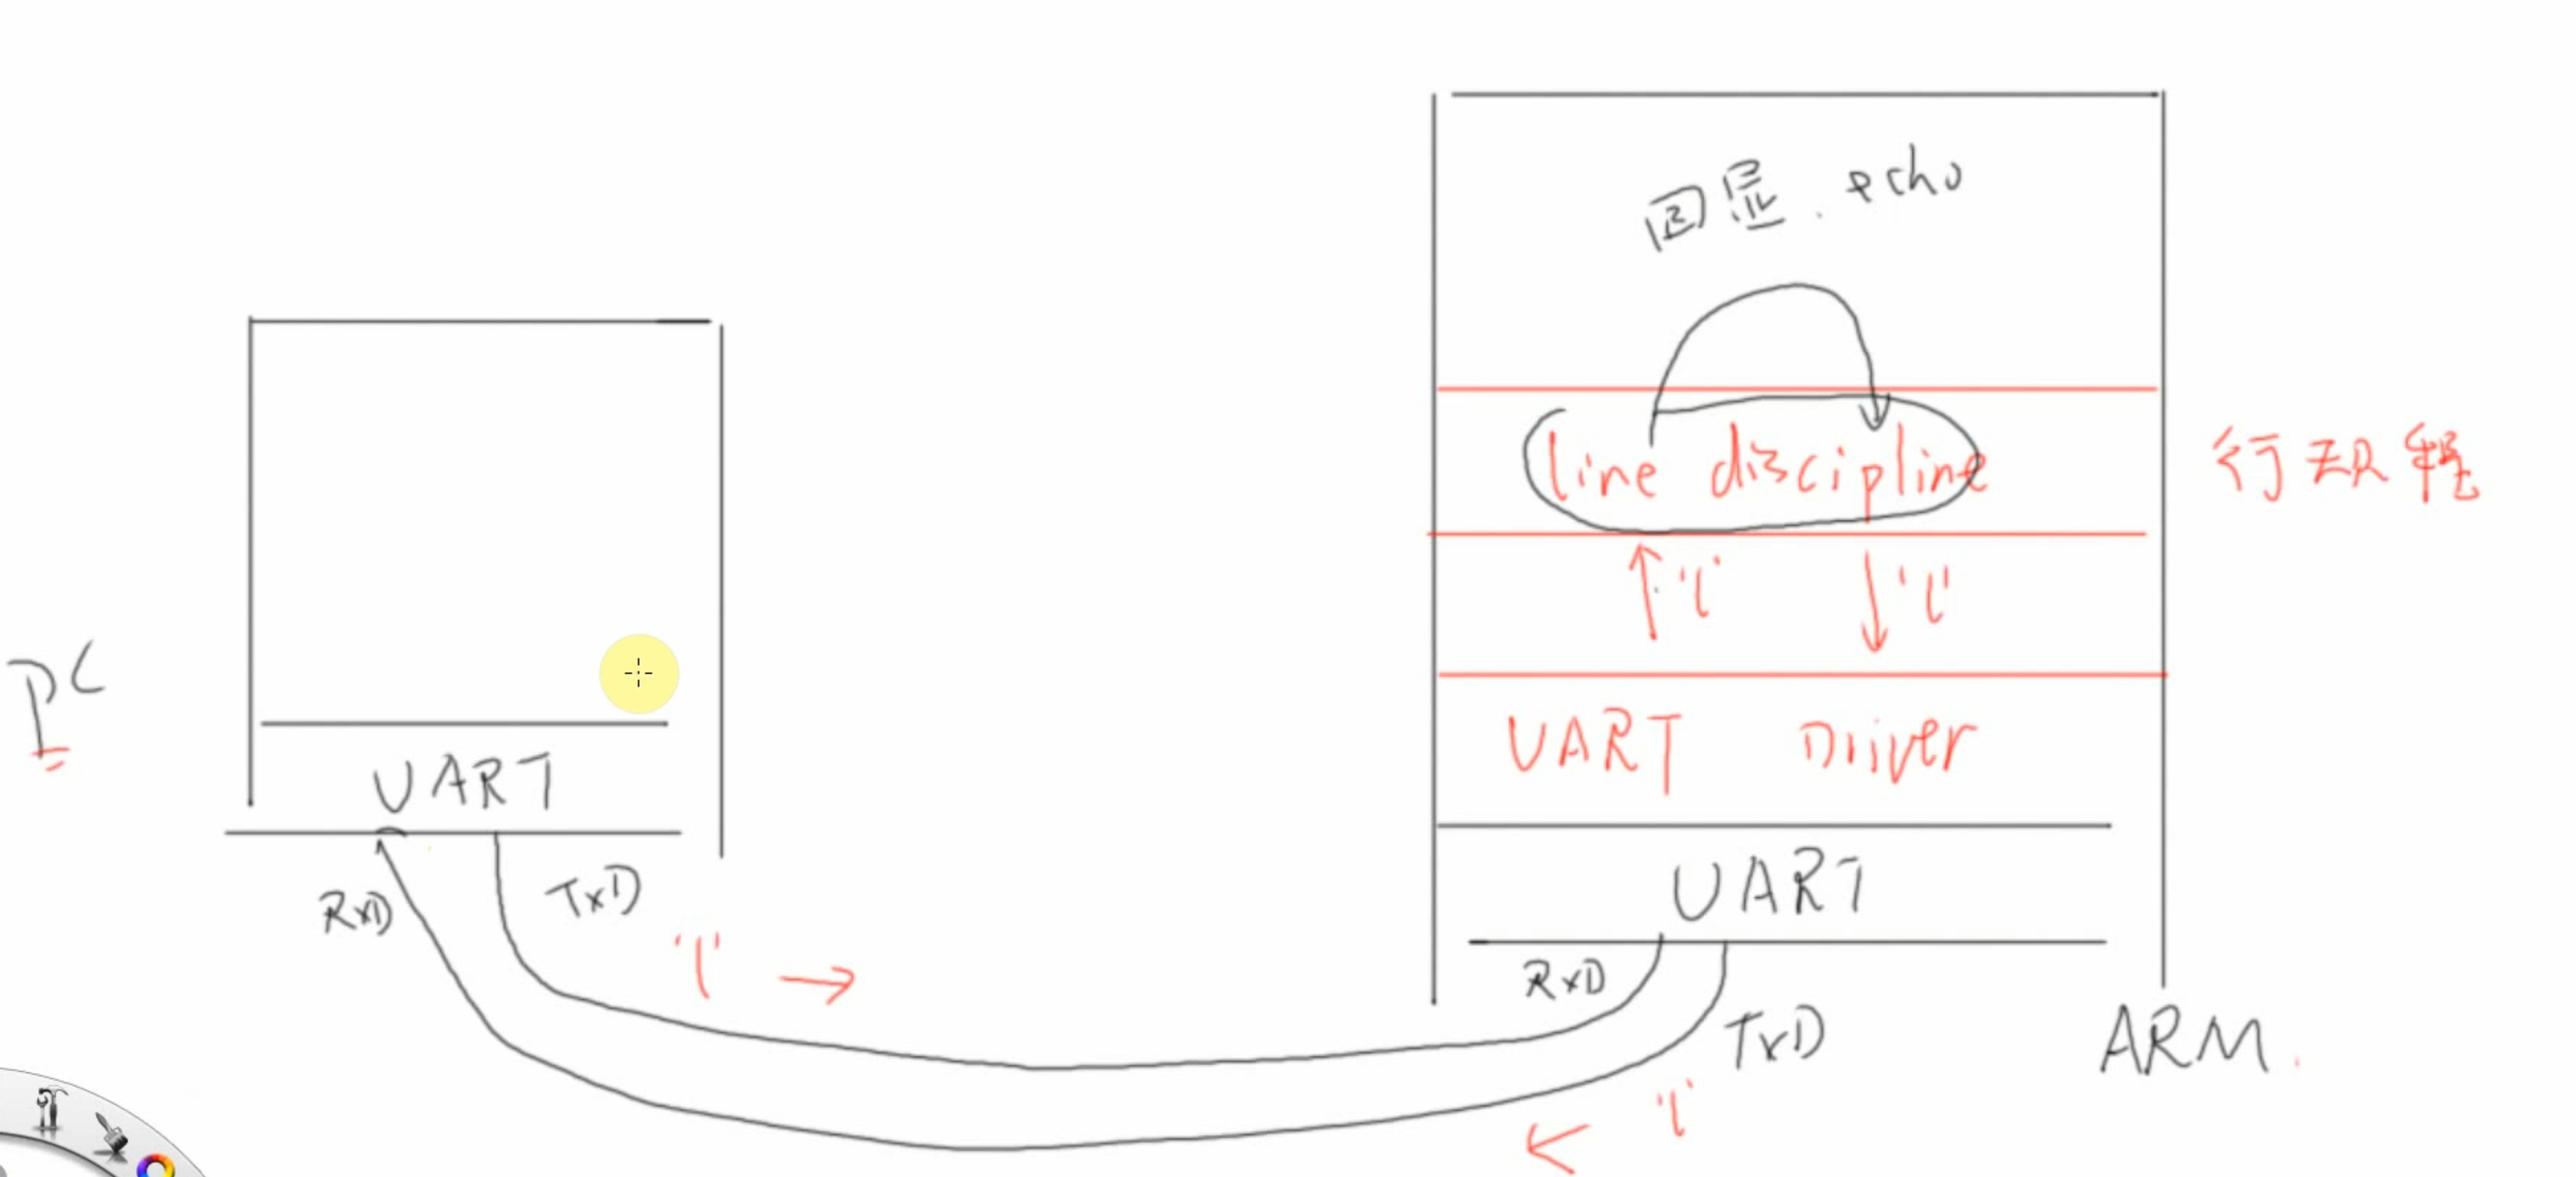 回显. echo
line discipline
行规程
'l'
'l'
PC
UART Driver
UART
UART
RxD
TxD
'l'
RxD
TxD
ARM.
'l'